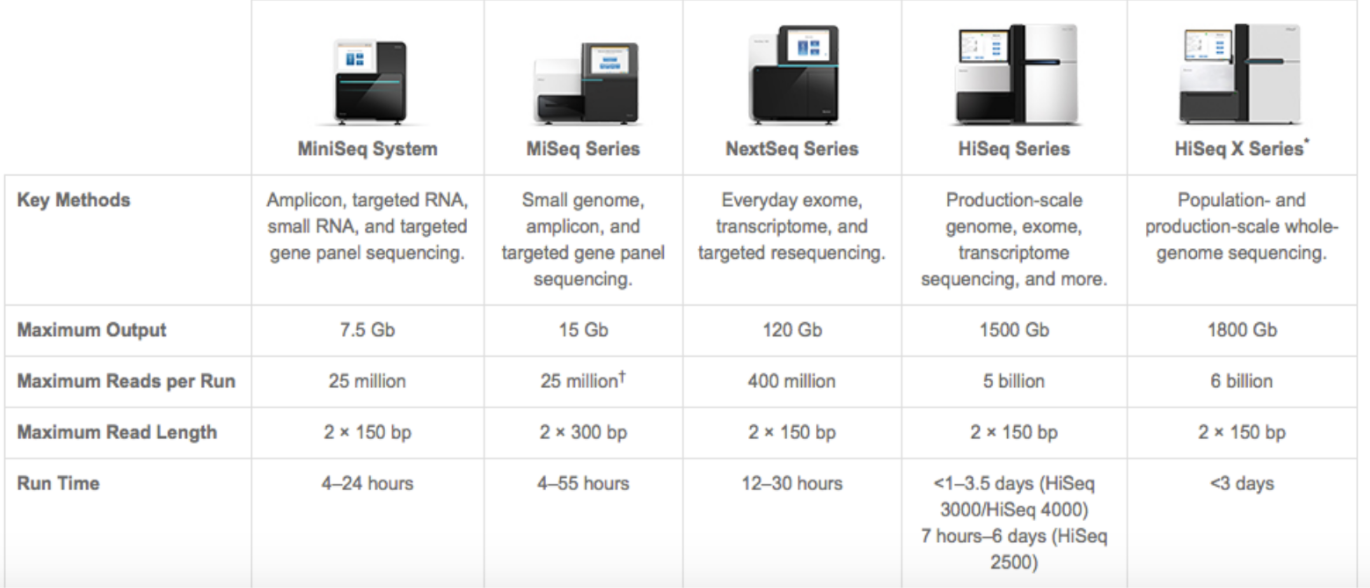 MiniSeq System
MiSeq Series
NextSeq Series
HiSeq Series
HiSeq X Series*
Key Methods
Amplicon, targeted RNA,
small RNA, and targeted
gene panel sequencing.
Small genome,
amplicon, and
targeted gene panel
sequencing.
Everyday exome,
transcriptome, and
targeted resequencing.
Production-scale
genome, exome,
transcriptome
sequencing, and more.
Population- and
production-scale whole-
genome sequencing.
Maximum Output
7.5 Gb
15 Gb
120 Gb
1500 Gb
1800 Gb
Maximum Reads per Run
25 million
25 million†
400 million
5 billion
6 billion
Maximum Read Length
2 × 150 bp
2 × 300 bp
2 × 150 bp
2 × 150 bp
2 × 150 bp
Run Time
4–24 hours
4–55 hours
12–30 hours
<1–3.5 days (HiSeq
3000/HiSeq 4000)
7 hours–6 days (HiSeq
2500)
<3 days